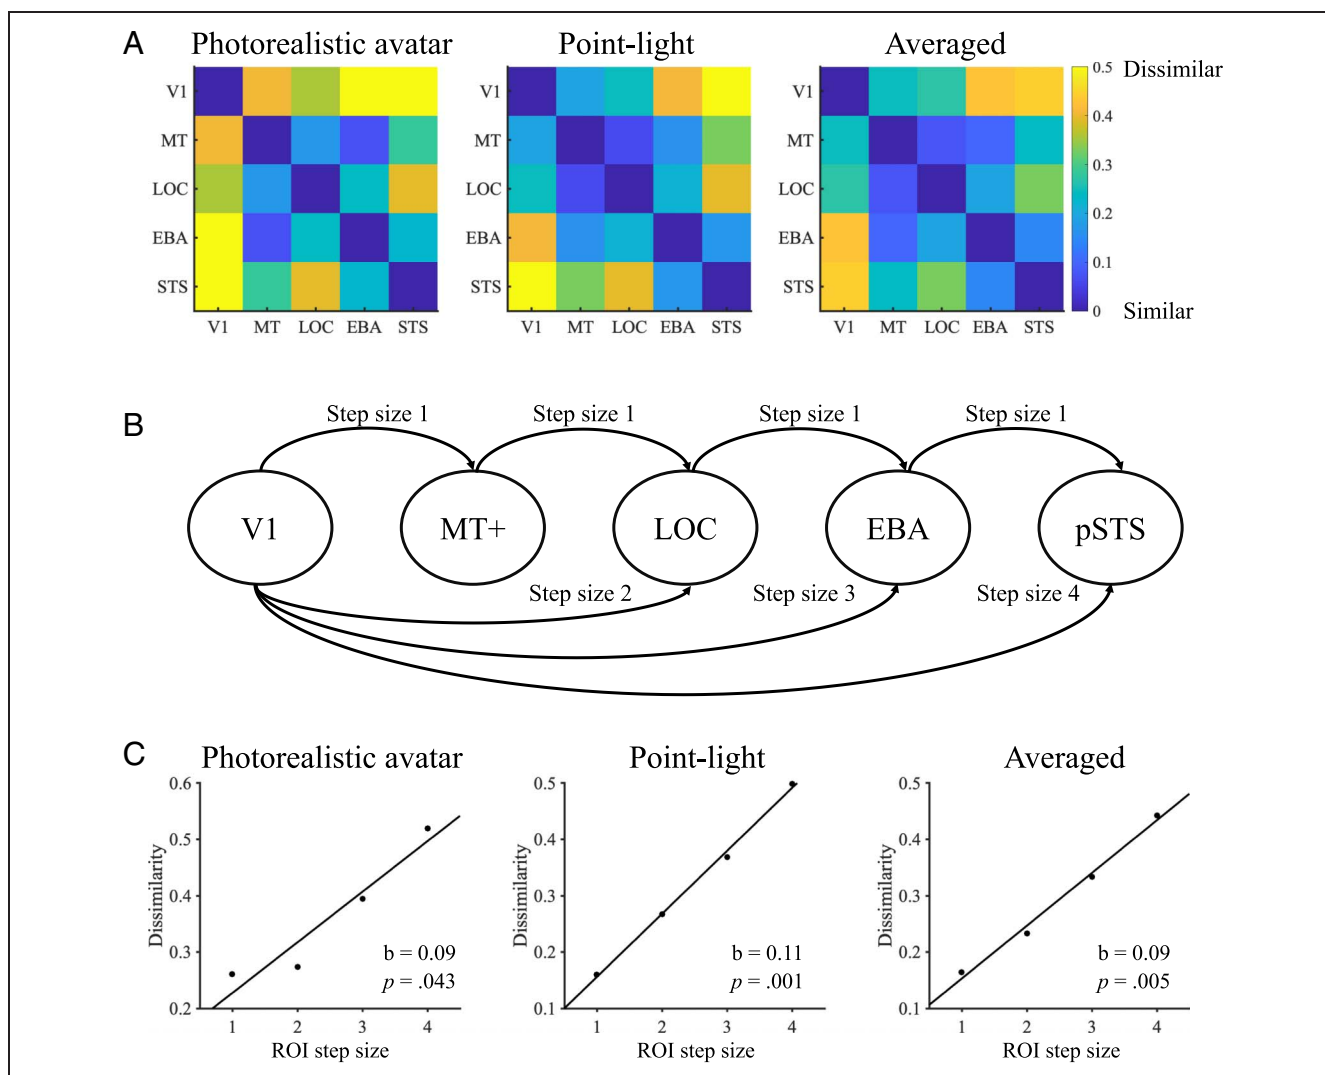 A
Photorealistic avatar
Point-light
Averaged
V1
MT
LOC
EBA
STS
V1 MT LOC EBA STS
V1
MT
LOC
EBA
STS
V1 MT LOC EBA STS
V1
MT
LOC
EBA
STS
V1 MT LOC EBA STS
0.5 Dissimilar
0.4
0.3
0.2
0.1
0 Similar
B
Step size 1 Step size 1 Step size 1 Step size 1
V1 MT+ LOC EBA pSTS
Step size 2 Step size 3 Step size 4
C
Photorealistic avatar
0.6
0.5
0.4
0.3
0.2
Dissimilarity
b = 0.09
p = .043
1 2 3 4
ROI step size
Point-light
0.5
0.4
0.3
0.2
0.1
Dissimilarity
b = 0.11
p = .001
1 2 3 4
ROI step size
Averaged
0.5
0.4
0.3
0.2
0.1
Dissimilarity
b = 0.09
p = .005
1 2 3 4
ROI step size